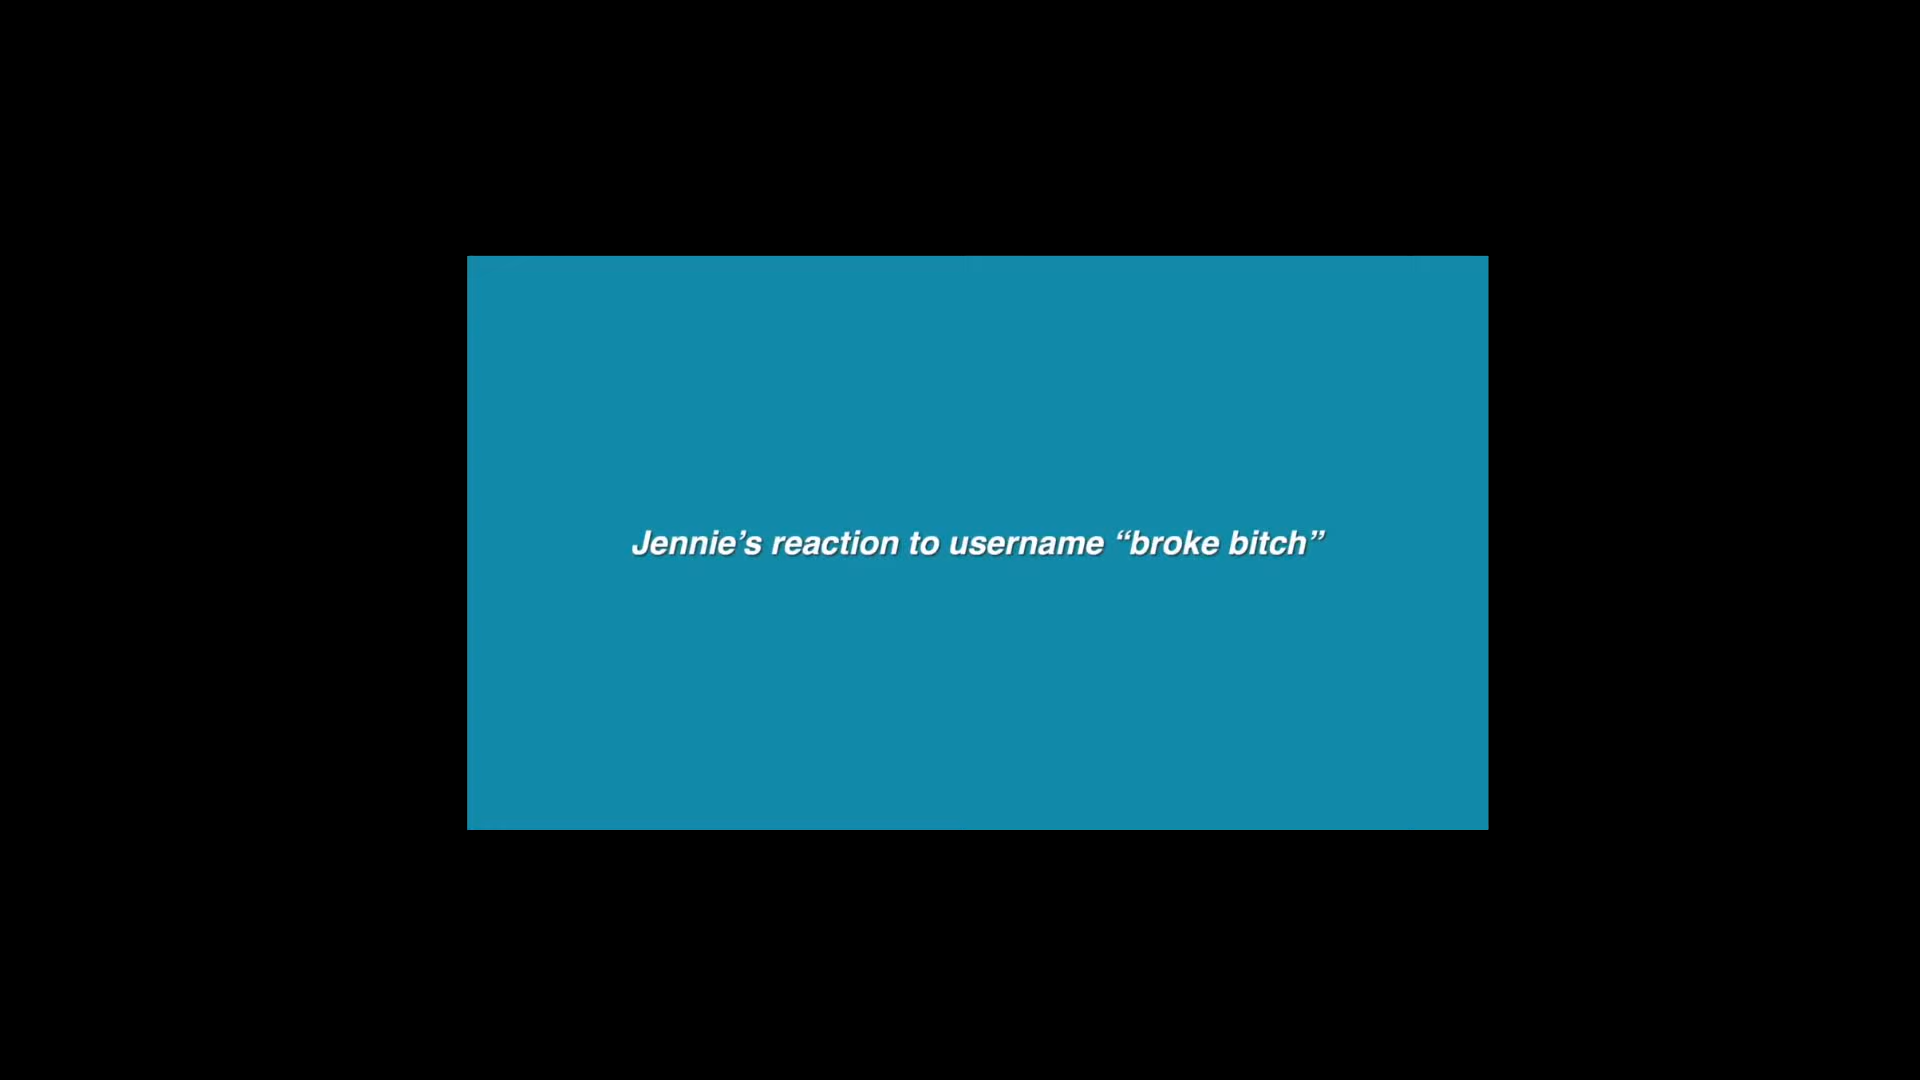 Jennie’s reaction to username “broke bitch”